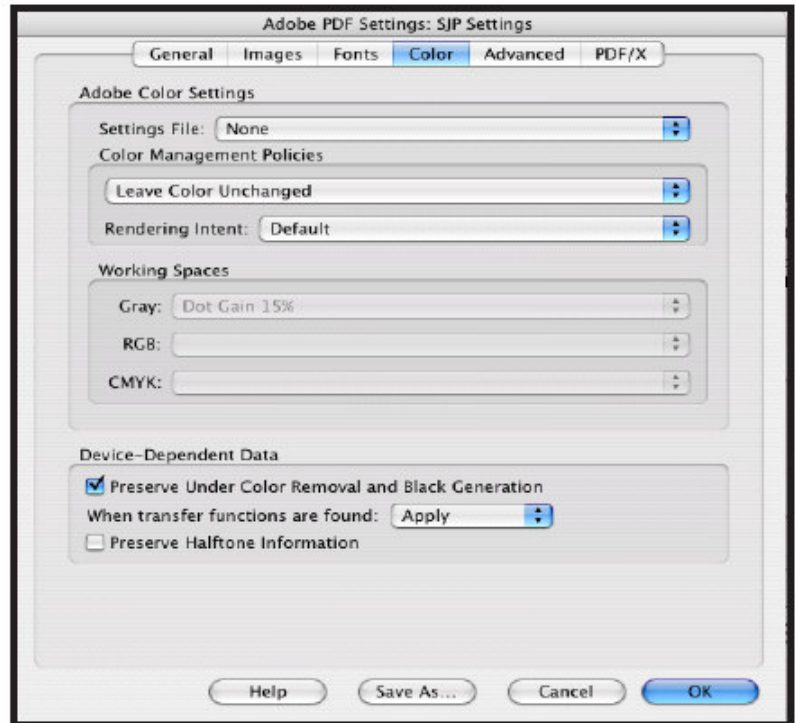 Adobe PDF Settings: SJP Settings
General Images Fonts Color Advanced PDF/X
Adobe Color Settings
Settings File: None
Color Management Policies
Leave Color Unchanged
Rendering Intent: Default
Working Spaces
Gray: Dot Gain 15%
RGB:
CMYK:
Device-Dependent Data
Preserve Under Color Removal and Black Generation
When transfer functions are found: Apply
Preserve Halftone Information
Help Save As... Cancel OK